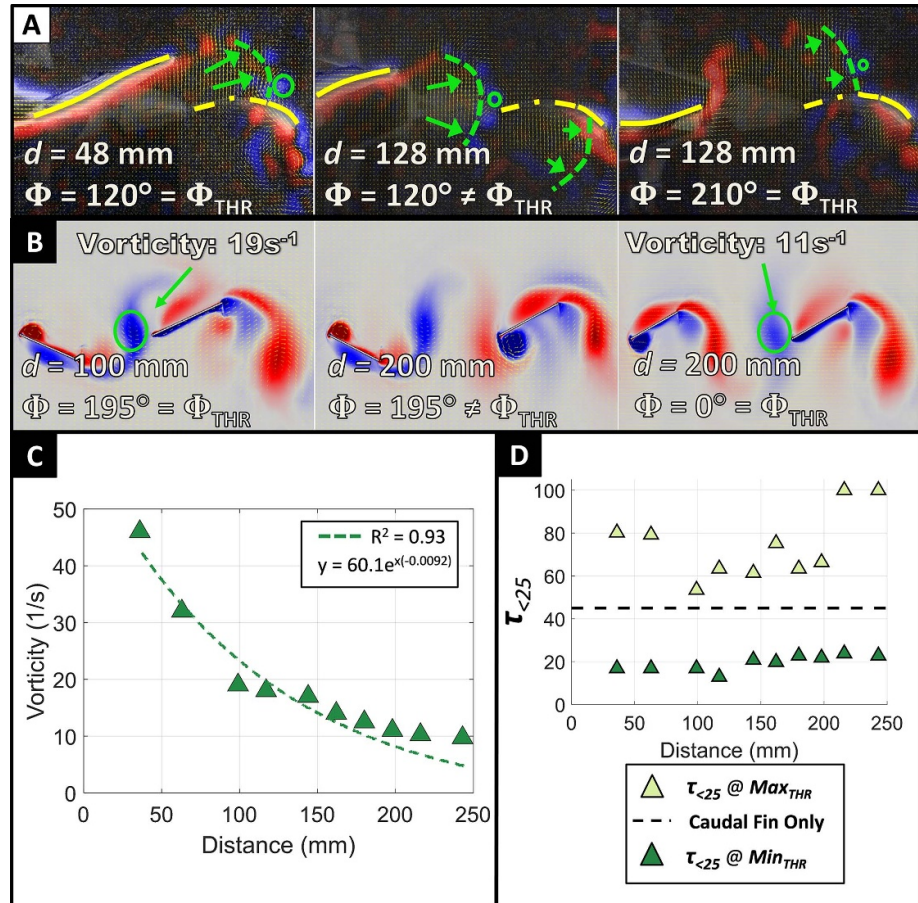 A
d = 48 mm
Φ = 120° = Φ_THR
d = 128 mm
Φ = 120° ≠ Φ_THR
d = 128 mm
Φ = 210° = Φ_THR
B
Vorticity: 19s⁻¹
d = 100 mm
Φ = 195° = Φ_THR
d = 200 mm
Φ = 195° ≠ Φ_THR
Vorticity: 11s⁻¹
d = 200 mm
Φ = 0° = Φ_THR
C
Vorticity (1/s)
50
40
30
20
10
0
R² = 0.93
y = 60.1e^x(-0.0092)
0 50 100 150 200 250
Distance (mm)
D
τ<25
100
80
60
40
20
0
0 50 100 150 200 250
Distance (mm)
τ<25 @ Max_THR
Caudal Fin Only
τ<25 @ Min_THR